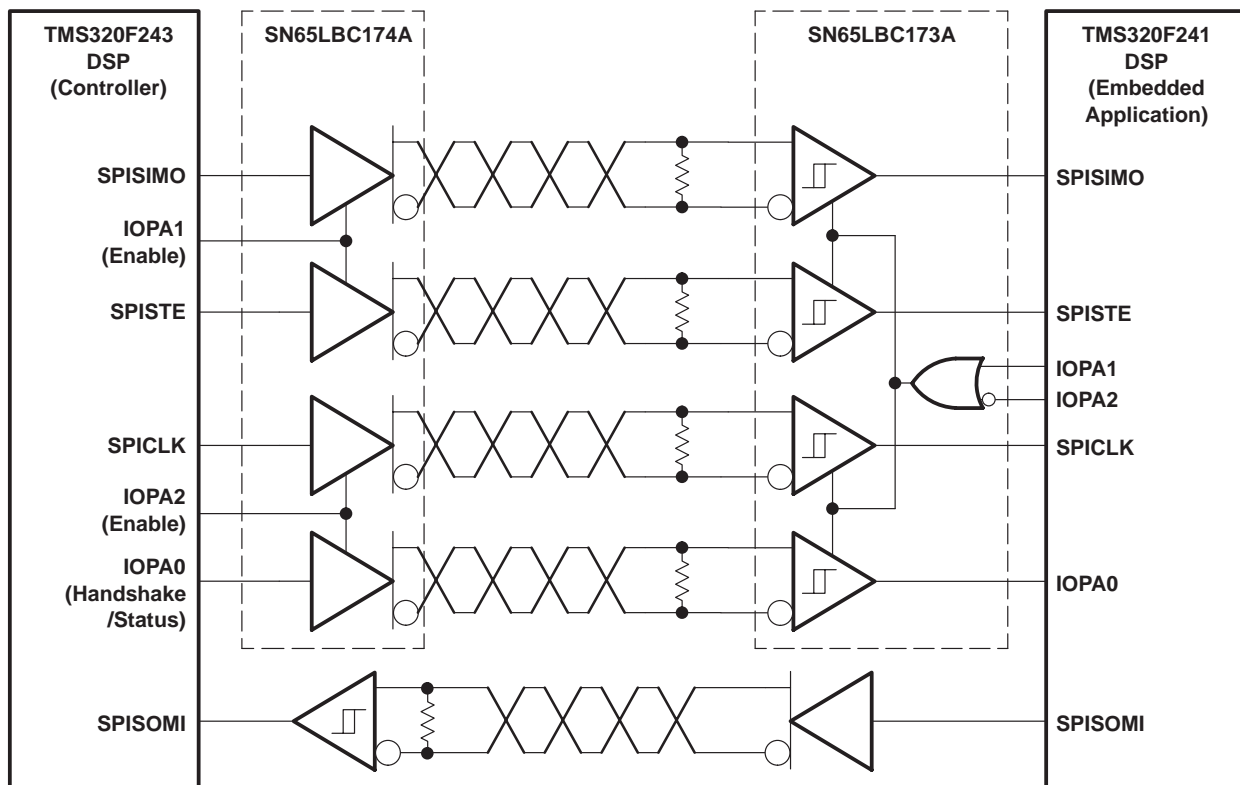 TMS320F243
DSP
(Controller)
SN65LBC174A
SN65LBC173A
TMS320F241
DSP
(Embedded
Application)
SPISIMO
SPISIMO
IOPA1
(Enable)
SPISTE
SPISTE
IOPA1
IOPA2
SPICLK
SPICLK
IOPA2
(Enable)
IOPA0
(Handshake
/Status)
IOPA0
SPISOMI
SPISOMI